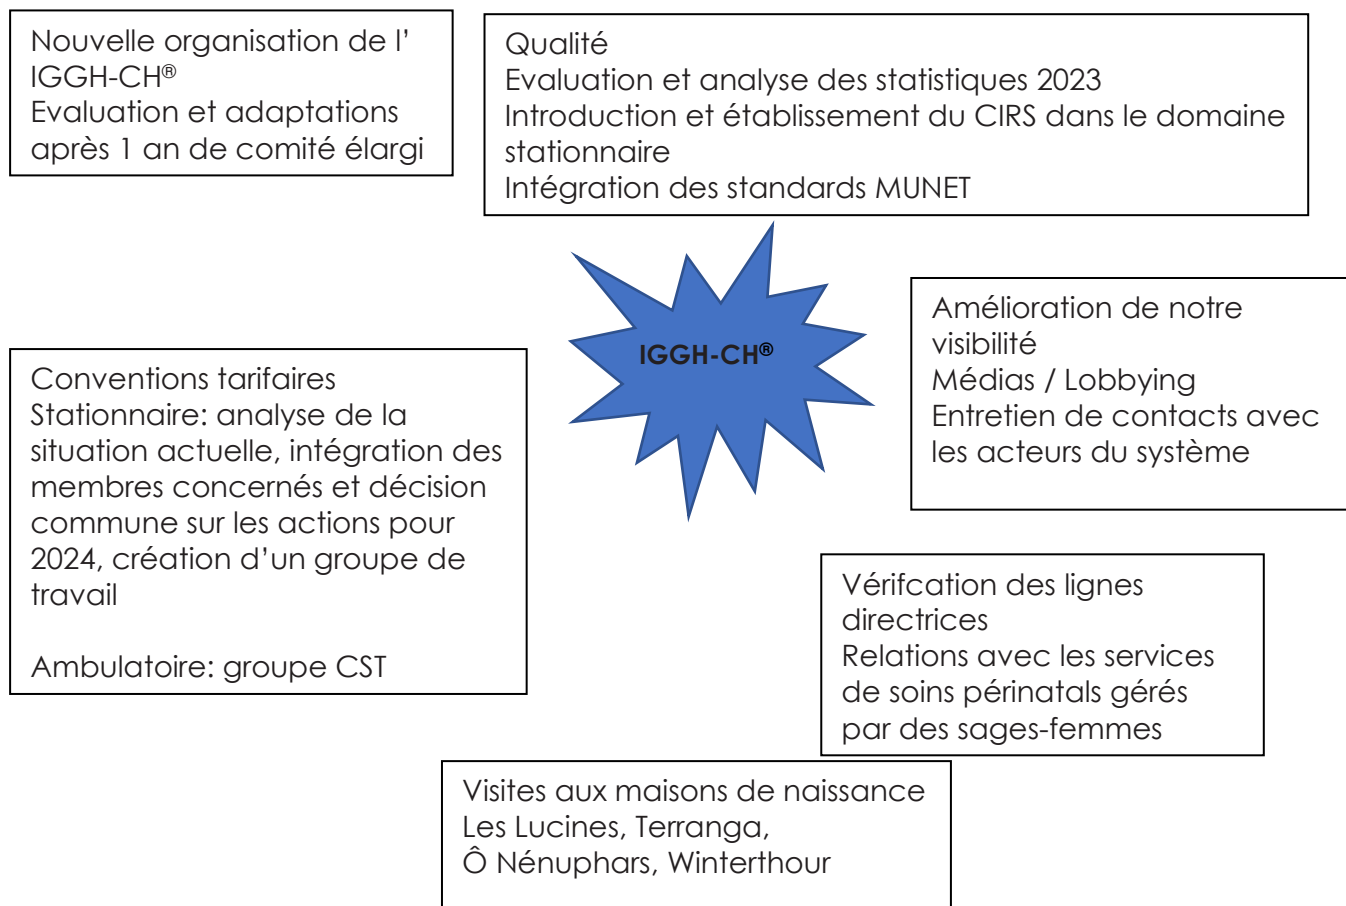 Nouvelle organisation de l'
IGGH-CH®
Evaluation et adaptations
après 1 an de comité élargi
Qualité
Evaluation et analyse des statistiques 2023
Introduction et établissement du CIRS dans le domaine
stationnaire
Intégration des standards MUNET
IGGH-CH®
Amélioration de notre
visibilité
Médias / Lobbying
Entretien de contacts avec
les acteurs du système
Conventions tarifaires
Stationnaire: analyse de la
situation actuelle, intégration des
membres concernés et décision
commune sur les actions pour
2024, création d'un groupe de
travail
Ambulatoire: groupe CST
Vérifcation des lignes
directrices
Relations avec les services
de soins périnatals gérés
par des sages-femmes
Visites aux maisons de naissance
Les Lucines, Terranga,
Ô Nénuphars, Winterthour